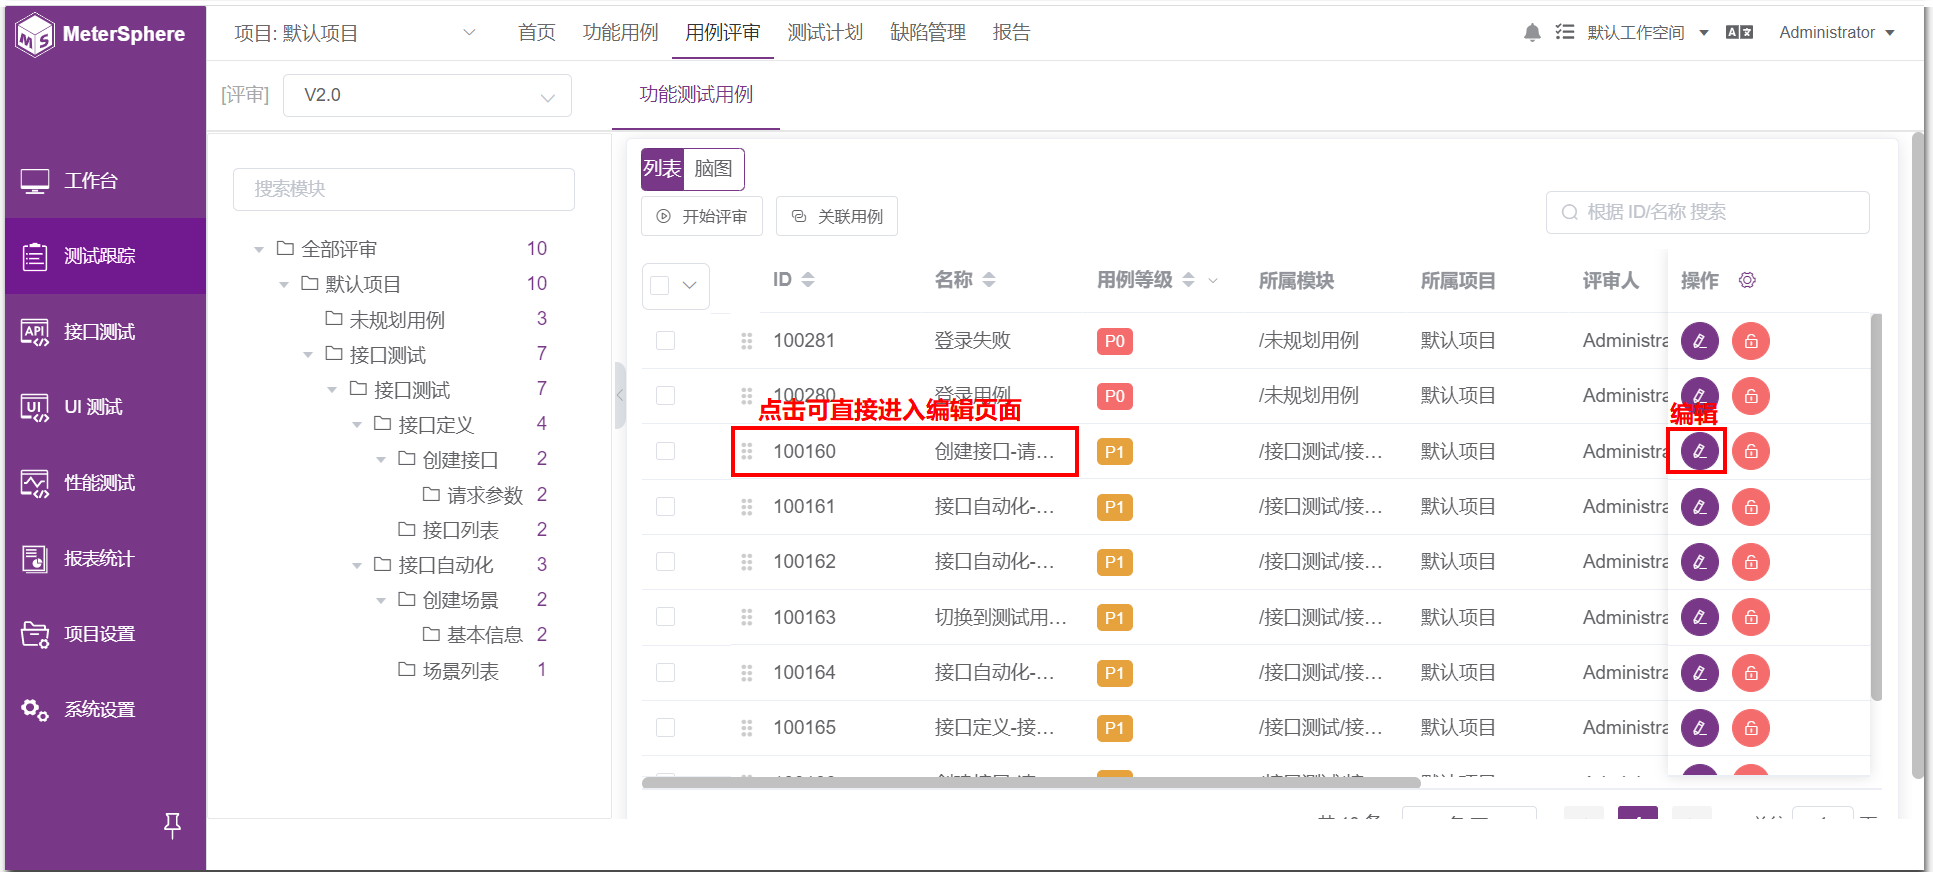 MeterSphere
项目: 默认项目
首页
功能用例
用例评审
测试计划
缺陷管理
报告
默认工作空间
Administrator
[评审]
V2.0
功能测试用例
工作台
测试跟踪
接口测试
UI 测试
性能测试
报表统计
项目设置
系统设置
搜索模块
全部评审 10
默认项目 10
未规划用例 3
接口测试 7
接口测试 7
接口定义 4
创建接口 2
请求参数 2
接口列表 2
接口自动化 3
创建场景 2
基本信息 2
场景列表 1
列表 脑图
开始评审 关联用例
根据 ID/名称 搜索
ID 名称 用例等级 所属模块 所属项目 评审人 操作
100281 登录失败 P0 /未规划用例 默认项目 Administra
100280 登录用例 P0 /未规划用例 默认项目 Administra
点击可直接进入编辑页面
编辑
100160 创建接口-请... P1 /接口测试/接... 默认项目 Administra
100161 接口自动化-... P1 /接口测试/接... 默认项目 Administra
100162 接口自动化-... P1 /接口测试/接... 默认项目 Administra
100163 切换到测试用... P1 /接口测试/接... 默认项目 Administra
100164 接口自动化-... P1 /接口测试/接... 默认项目 Administra
100165 接口定义-接... P1 /接口测试/接... 默认项目 Administra